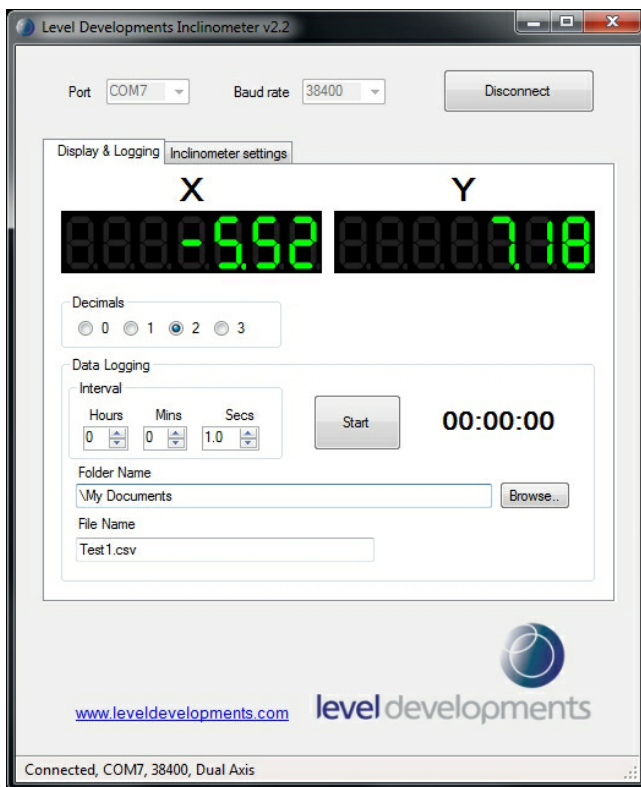 Level Developments Inclinometer v2.2
Port COM7 Baud rate 38400 Disconnect
Display & Logging Inclinometer settings
X Y
-5.52 7.18
Decimals
0 1 2 3
Data Logging
Interval
Hours Mins Secs
0 0 1.0 Start 00:00:00
Folder Name
\My Documents Browse..
File Name
Test1.csv
www.leveldevelopments.com level developments
Connected, COM7, 38400, Dual Axis